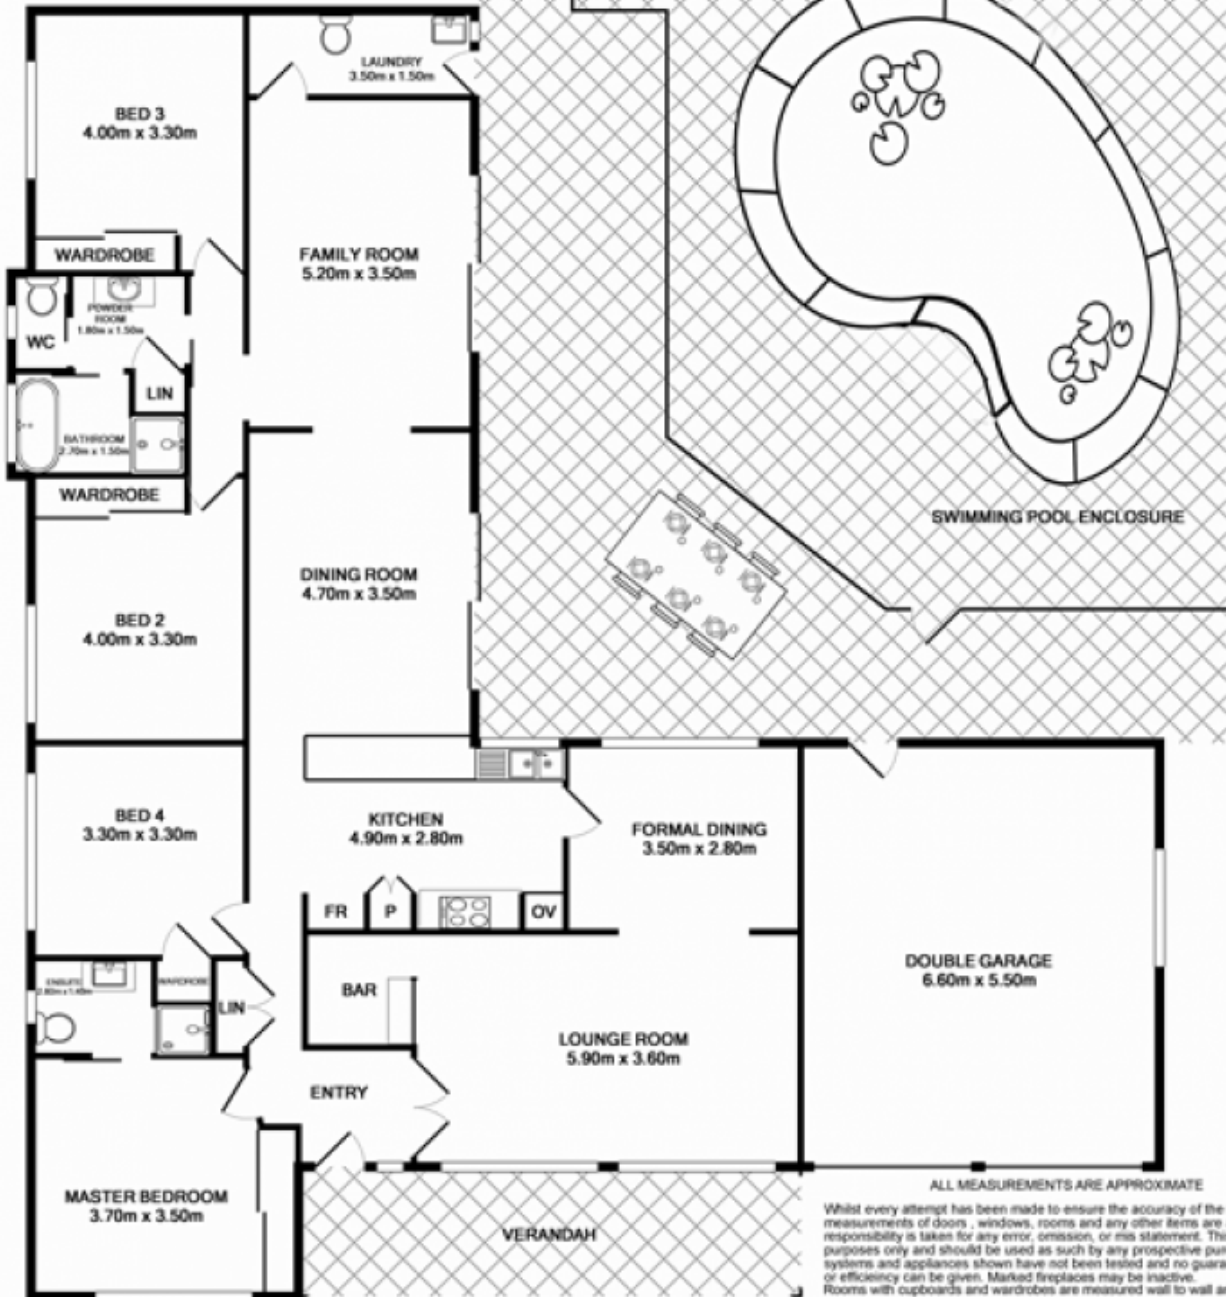 LAUNDRY
3.50m x 1.50m
BED 3
4.00m x 3.30m
WARDROBE
FAMILY ROOM
5.20m x 3.50m
POWDER
ROOM
1.80m x 1.50m
WC
LIN
BATHROOM
2.70m x 1.50m
WARDROBE
SWIMMING POOL ENCLOSURE
DINING ROOM
4.70m x 3.50m
BED 2
4.00m x 3.30m
BED 4
3.30m x 3.30m
KITCHEN
4.90m x 2.80m
FORMAL DINING
3.50m x 2.80m
FR
P
OV
DOUBLE GARAGE
6.60m x 5.50m
ENSUITE
WARDROBE
BAR
LIN
LOUNGE ROOM
5.90m x 3.60m
ENTRY
MASTER BEDROOM
3.70m x 3.50m
VERANDAH
ALL MEASUREMENTS ARE APPROXIMATE
Whilst every attempt has been made to ensure the accuracy of the
measurements of doors , windows, rooms and any other items are
responsibility is taken for any error, omission, or mis statement. Thi
purposes only and should be used as such by any prospective pu
systems and appliances shown have not been tested and no guara
or efficiency can be given. Marked fireplaces may be inactive.
Rooms with cupboards and wardrobes are measured wall to wall a